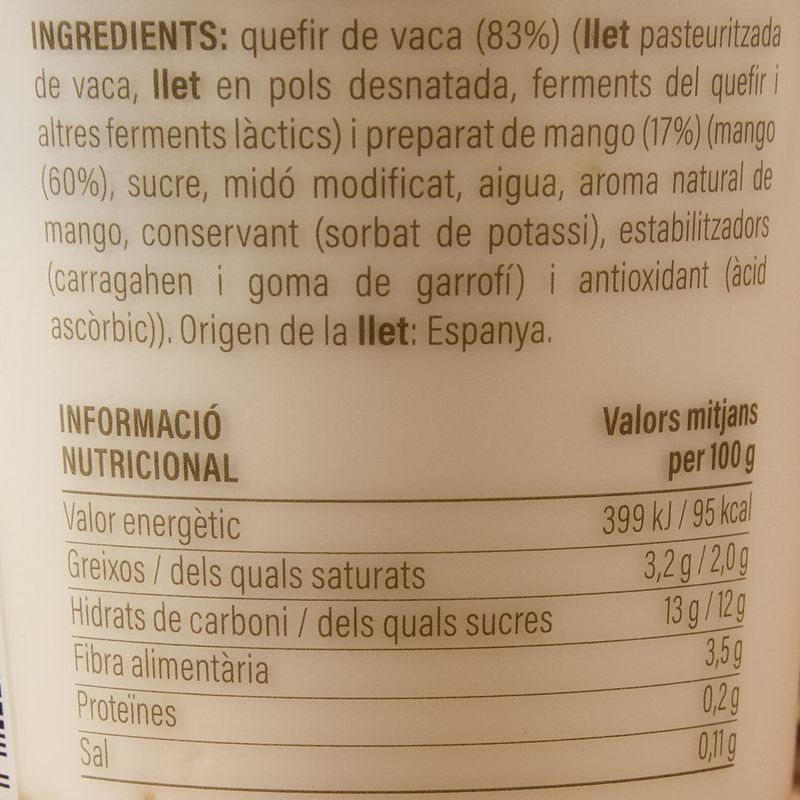 INGREDIENTS: quefir de vaca (83%) (llet pasteuritzada
de vaca, llet en pols desnatada, ferments del quefir i
altres ferments làctics) i preparat de mango (17%) (mango
(60%), sucre, midó modificat, aigua, aroma natural de
mango, conservant (sorbat de potassi), estabilitzadors
(carragahen i goma de garrofí) i antioxidant (àcid
ascòrbic)). Origen de la llet: Espanya.
INFORMACIÓ NUTRICIONAL
Valors mitjans per 100 g
Valor energètic 399 kJ / 95 kcal
Greixos / dels quals saturats 3,2 g / 2,0 g
Hidrats de carboni / dels quals sucres 13 g / 12 g
Fibra alimentària 3,5 g
Proteïnes 0,2 g
Sal 0,11 g